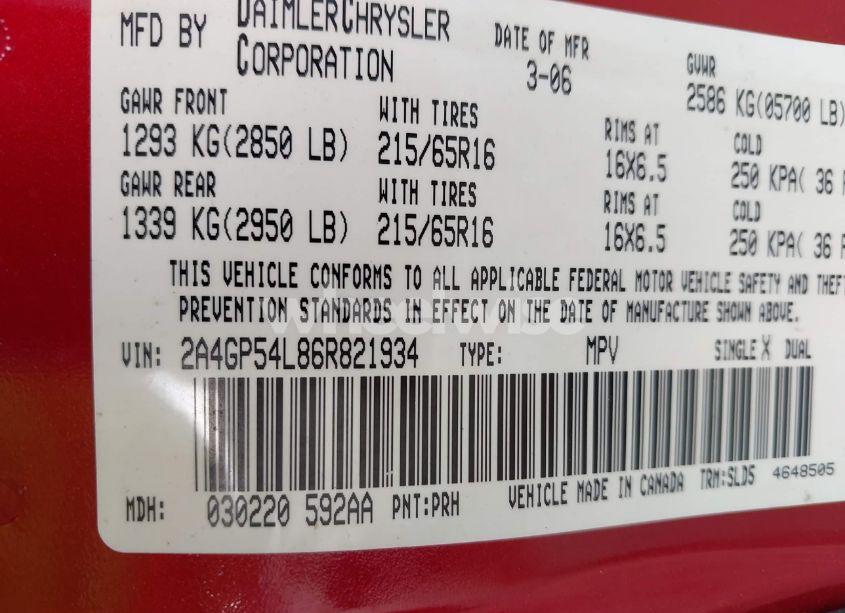 MFD BY DAIMLERCHRYSLER CORPORATION DATE OF MFR 3-06 GVWR 2586 KG(05700 LB)
GAWR FRONT WITH TIRES RIMS AT COLD
1293 KG(2850 LB) 215/65R16 16X6.5 250 KPA( 36
GAWR REAR WITH TIRES RIMS AT COLD
1339 KG(2950 LB) 215/65R16 16X6.5 250 KPA( 36
THIS VEHICLE CONFORMS TO ALL APPLICABLE FEDERAL MOTOR VEHICLE SAFETY AND THEFT
PREVENTION STANDARDS IN EFFECT ON THE DATE OF MANUFACTURE SHOWN ABOVE.
VIN: 2A4GP54L86R821934 TYPE: MPV SINGLE X DUAL
MDH: 030220 592AA PNT:PRH VEHICLE MADE IN CANADA TRM:SLD5 4648505